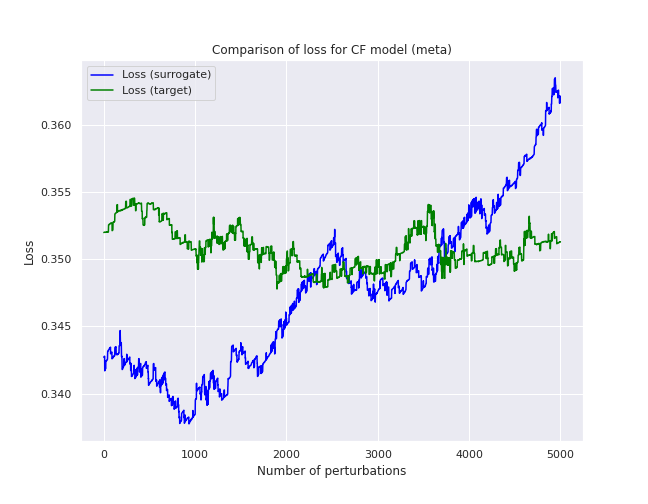 Comparison of loss for CF model (meta)
Loss (surrogate)
Loss (target)
0.360
0.355
0.350
0.345
0.340
Loss
0 1000 2000 3000 4000 5000
Number of perturbations